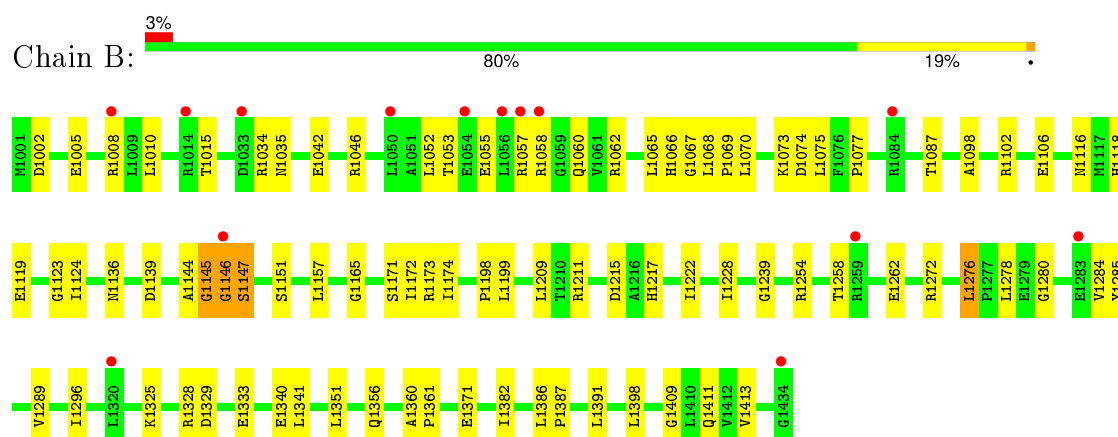 3%
Chain B:
80% 19% •
M1001 D1002 E1005 R1008 L1009 L1010 R1014 T1015 D1033 R1034 N1035 E1042 R1046 L1050 A1051 L1052 T1053 E1054 E1055 L1056 R1057 R1058 G1059 Q1060 V1061 R1062 L1065 H1066 G1067 L1068 P1069 L1070 K1073 D1074 L1075 F1076 P1077 R1084 T1087 A1098 R1102 E1106 N1116 M1117 H1118
E1119 G1123 I1124 N1136 D1139 A1144 G1145 G1146 S1147 S1151 L1157 G1165 S1171 I1172 R1173 I1174 P1198 L1199 L1209 T1210 R1211 D1215 A1216 H1217 I1222 I1228 G1239 R1254 T1258 R1259 E1262 R1272 L1276 P1277 L1278 E1279 G1280 E1283 V1284 Y1285
V1289 I1296 L1320 K1325 R1328 D1329 E1333 E1340 L1341 L1351 Q1356 A1360 P1361 E1371 I1382 L1386 P1387 L1391 L1398 G1409 L1410 Q1411 V1412 V1413 G1434